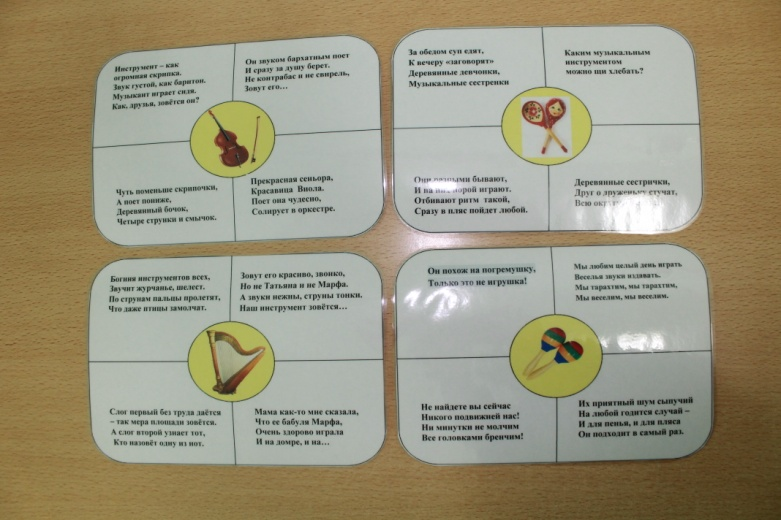 Инструмент – как
огромная скрипка.
Звук густой, как баритон.
Музыкант играет сидя.
Как, друзья, зовётся он?
Он звуком бархатным поет
И сразу за душу берет.
Не контрабас и не свирель,
Зовут его…
Чуть поменьше скрипочки,
А поет пониже,
Деревянный бочок,
Четыре струнки и смычок.
Прекрасная сеньора,
Красавица Виола.
Поет она чудесно,
Солирует в оркестре.
За обедом суп едят,
К вечеру «заговорят»
Деревянные девчонки,
Музыкальные сестренки
Каким музыкальным
инструментом
можно щи хлебать?
Они разными бывают,
И на них порой играют.
Отбивают ритм такой,
Сразу в пляс пойдет любой.
Деревянные сестрички,
Друг о друженьку стучат,
Всю
Богиня инструментов всех,
Звучит журчанье, шелест.
По струнам пальцы пролетят,
Что даже птицы замолчат.
Зовут его красиво, звонко,
Но не Татьяна и не Марфа.
А звуки нежны, струны тонки.
Наш инструмент зовётся…
Слог первый без труда даётся
– так мера площади зовется.
А слог второй узнает тот,
Кто назовёт одну из нот.
Мама как-то мне сказала,
Что ее бабуля Марфа,
Очень здорово играла
И на домре, и на…
Он похож на погремушку,
Только это не игрушка!
Мы любим целый день играть
Веселья звуки издавать.
Мы тарахтим, мы тарахтим,
Мы веселим, мы веселим.
Не найдете вы сейчас
Никого подвижней нас!
Ни минутки не молчим
Все головками бренчим!
Их приятный шум сыпучий
На любой годится случай –
И для пенья, и для пляса
Он подходит в самый раз.